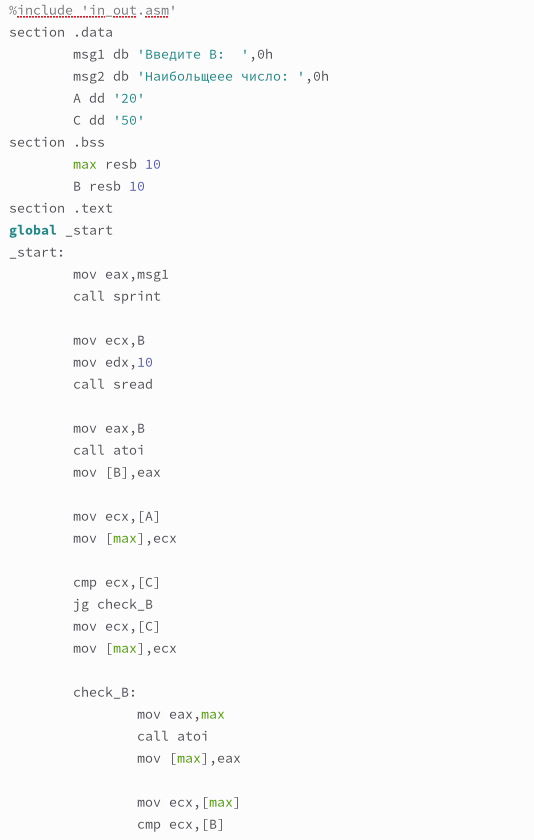 %include 'in_out.asm'
section .data
msg1 db 'Введите B:  ',0h
msg2 db 'Наибольщеее число: ',0h
A dd '20'
C dd '50'
section .bss
max resb 10
B resb 10
section .text
global _start
_start:
mov eax,msg1
call sprint
mov ecx,B
mov edx,10
call sread
mov eax,B
call atoi
mov [B],eax
mov ecx,[A]
mov [max],ecx
cmp ecx,[C]
jg check_B
mov ecx,[C]
mov [max],ecx
check_B:
mov eax,max
call atoi
mov [max],eax
mov ecx,[max]
cmp ecx,[B]